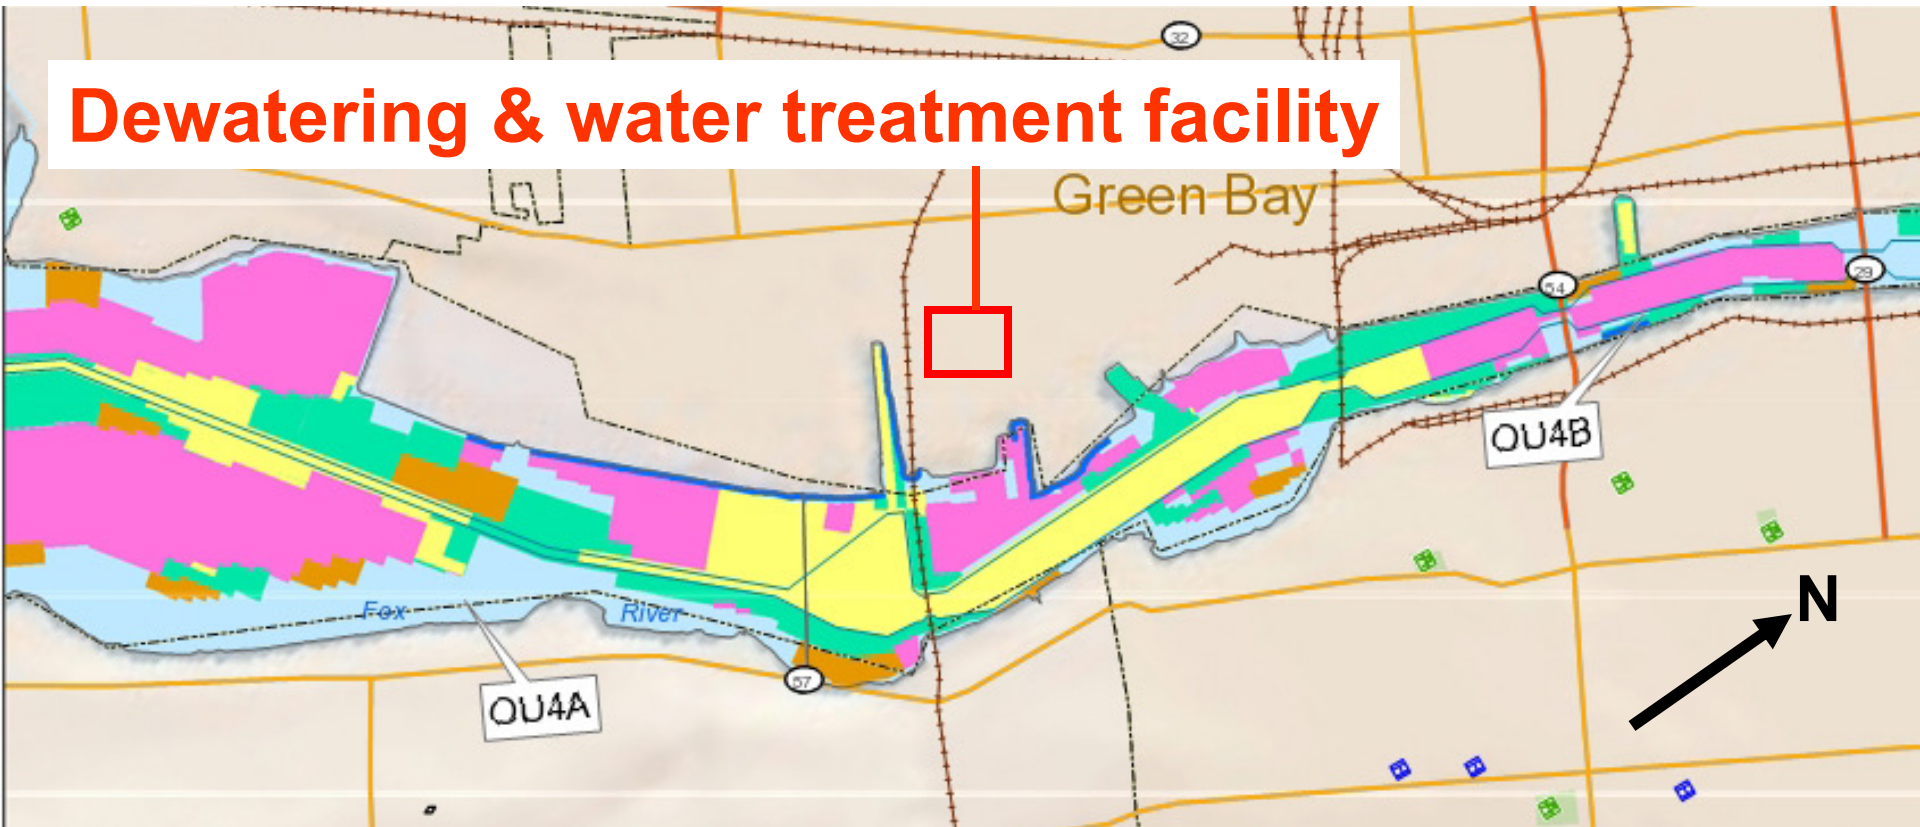 32
Dewatering & water treatment facility
Green Bay
29
54
OU4B
N
Fox River
57
OU4A